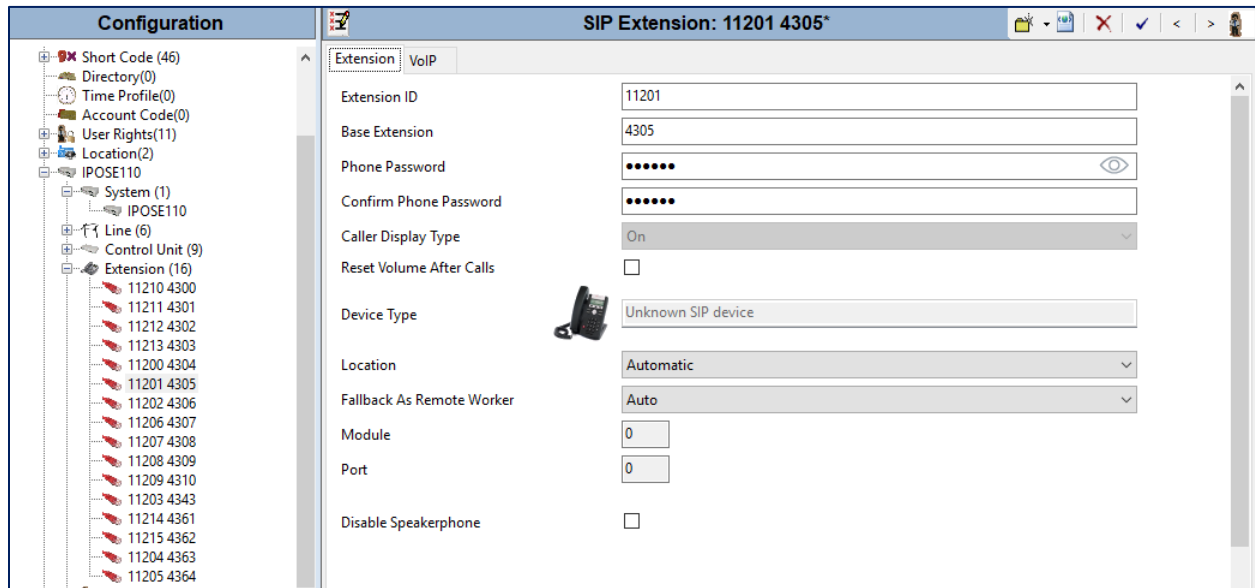 Configuration
Short Code (46)
Directory(0)
Time Profile(0)
Account Code(0)
User Rights(11)
Location(2)
IPOSE110
System (1)
IPOSE110
Line (6)
Control Unit (9)
Extension (16)
11210 4300
11211 4301
11212 4302
11213 4303
11200 4304
11201 4305
11202 4306
11206 4307
11207 4308
11208 4309
11209 4310
11203 4343
11214 4361
11215 4362
11204 4363
11205 4364
SIP Extension: 11201 4305*
Extension VoIP
Extension ID 11201
Base Extension 4305
Phone Password ••••••
Confirm Phone Password ••••••
Caller Display Type On
Reset Volume After Calls
Device Type Unknown SIP device
Location Automatic
Fallback As Remote Worker Auto
Module 0
Port 0
Disable Speakerphone